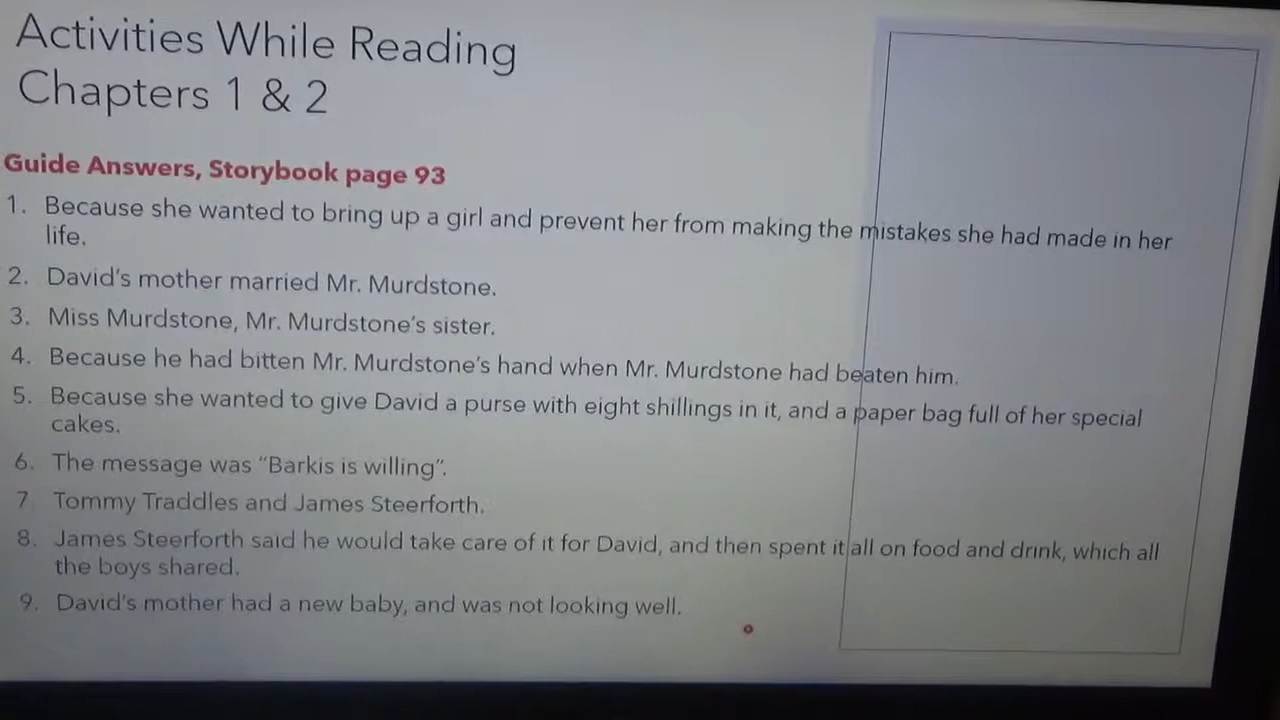 Activities While Reading
Chapters 1 & 2
Guide Answers, Storybook page 93
1. Because she wanted to bring up a girl and prevent her from making the mistakes she had made in her
life.
2. David's mother married Mr. Murdstone.
3. Miss Murdstone, Mr. Murdstone's sister.
4. Because he had bitten Mr. Murdstone's hand when Mr. Murdstone had beaten him.
5. Because she wanted to give David a purse with eight shillings in it, and a paper bag full of her special
cakes.
6. The message was "Barkis is willing".
7 Tommy Traddles and James Steerforth.
8. James Steerforth said he would take care of it for David, and then spent it all on food and drink, which all
the boys shared.
9. David's mother had a new baby, and was not looking well.